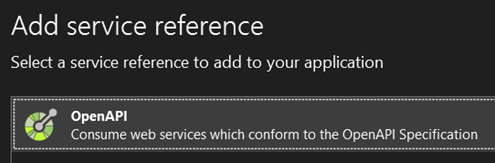 Add service reference
Select a service reference to add to your application
OpenAPI
Consume web services which conform to the OpenAPI Specification